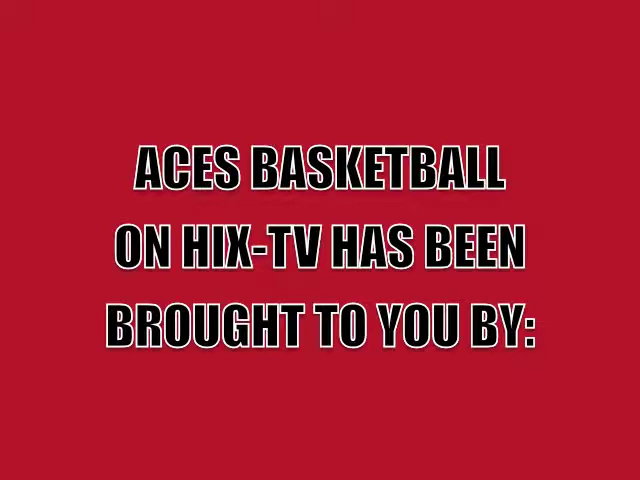 ACES BASKETBALL
ON HIX-TV HAS BEEN
BROUGHT TO YOU BY: